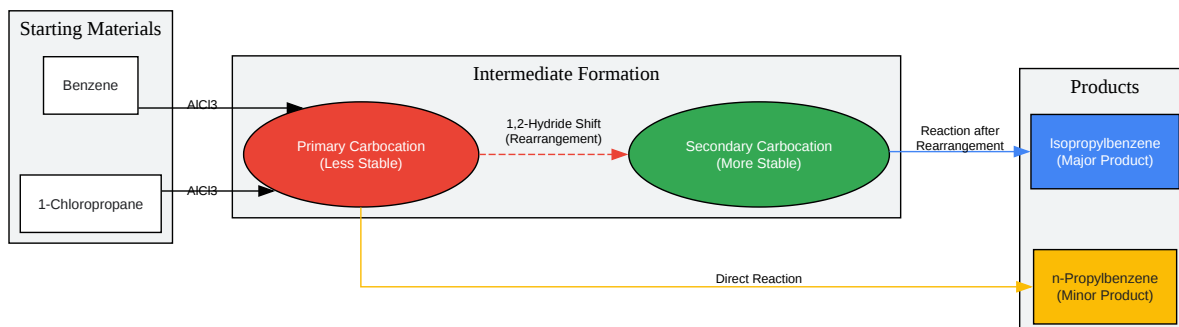 Starting Materials
Benzene
AlCl3
1-Chloropropane
AlCl3
Intermediate Formation
Primary Carbocation
(Less Stable)
1,2-Hydride Shift
(Rearrangement)
Secondary Carbocation
(More Stable)
Reaction after
Rearrangement
Direct Reaction
Products
Isopropylbenzene
(Major Product)
n-Propylbenzene
(Minor Product)